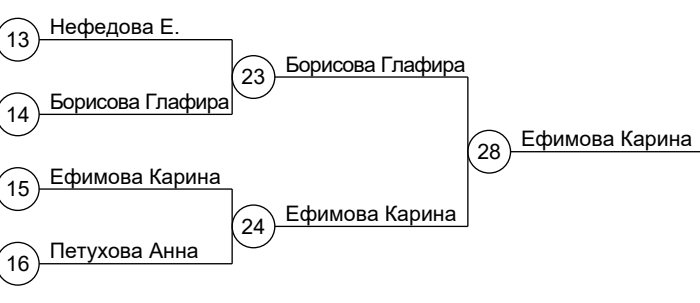 Нефедова Е.
13
Борисова Глафира
23
Борисова Глафира
14
Ефимова Карина
28
Ефимова Карина
15
Ефимова Карина
24
Петухова Анна
16